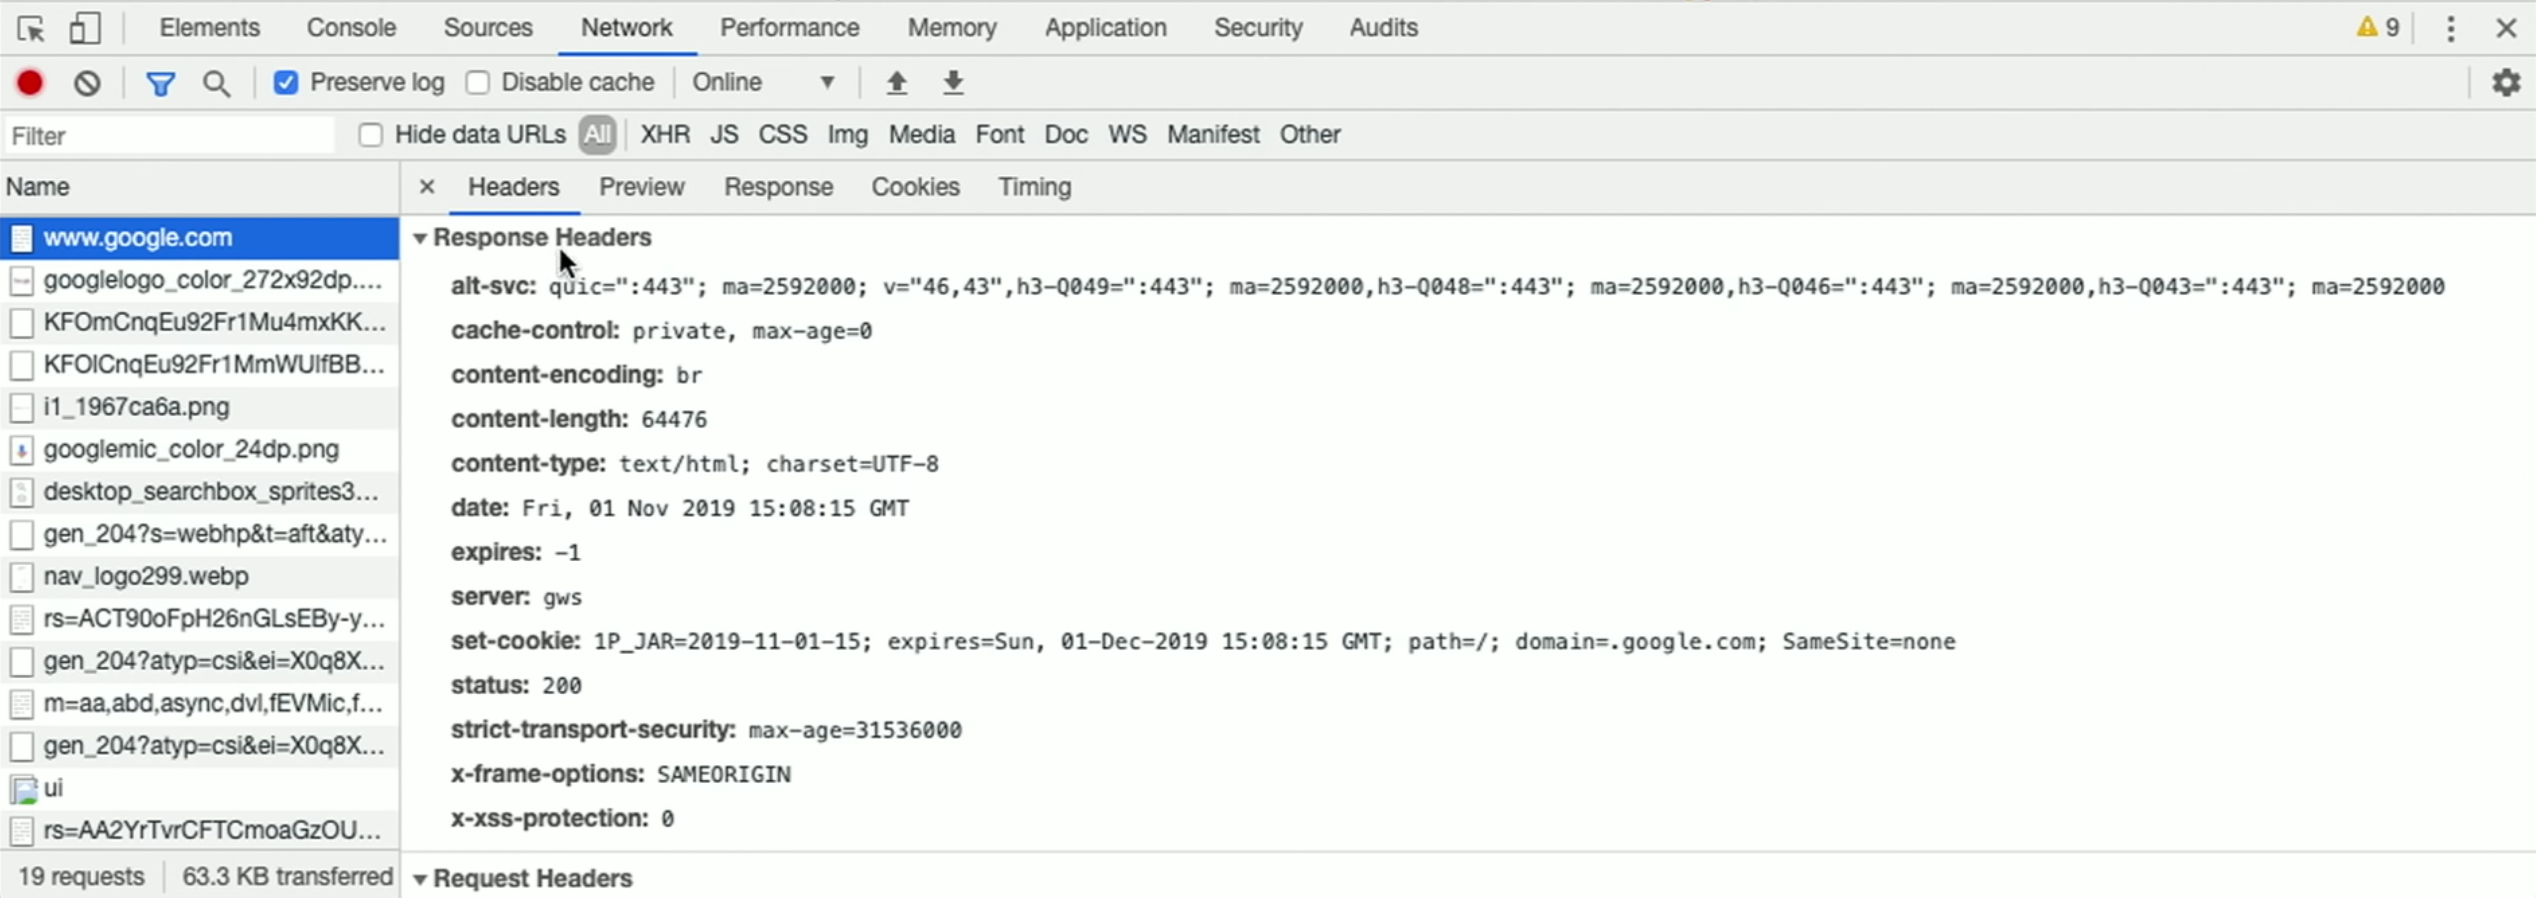 Elements Console Sources Network Performance Memory Application Security Audits 9
Preserve log Disable cache Online
Filter Hide data URLs All XHR JS CSS Img Media Font Doc WS Manifest Other
Name
Headers Preview Response Cookies Timing
www.google.com
googlelogo_color_272x92dp....
KFOmCnqEu92Fr1Mu4mxKK...
KFOlCnqEu92Fr1MmWUlfBB...
i1_1967ca6a.png
googlemic_color_24dp.png
desktop_searchbox_sprites3...
gen_204?s=webhp&t=aft&aty...
nav_logo299.webp
rs=ACT90oFpH26nGLsEBy-y...
gen_204?atyp=csi&ei=X0q8X...
m=aa,abd,async,dvl,fEVMic,f...
gen_204?atyp=csi&ei=X0q8X...
ui
rs=AA2YrTvrCFTCmoaGzOU...
19 requests 63.3 KB transferred
Response Headers
alt-svc: quic=":443"; ma=2592000; v="46,43",h3-Q049=":443"; ma=2592000,h3-Q048=":443"; ma=2592000,h3-Q046=":443"; ma=2592000,h3-Q043=":443"; ma=2592000
cache-control: private, max-age=0
content-encoding: br
content-length: 64476
content-type: text/html; charset=UTF-8
date: Fri, 01 Nov 2019 15:08:15 GMT
expires: -1
server: gws
set-cookie: 1P_JAR=2019-11-01-15; expires=Sun, 01-Dec-2019 15:08:15 GMT; path=/; domain=.google.com; SameSite=none
status: 200
strict-transport-security: max-age=31536000
x-frame-options: SAMEORIGIN
x-xss-protection: 0
Request Headers